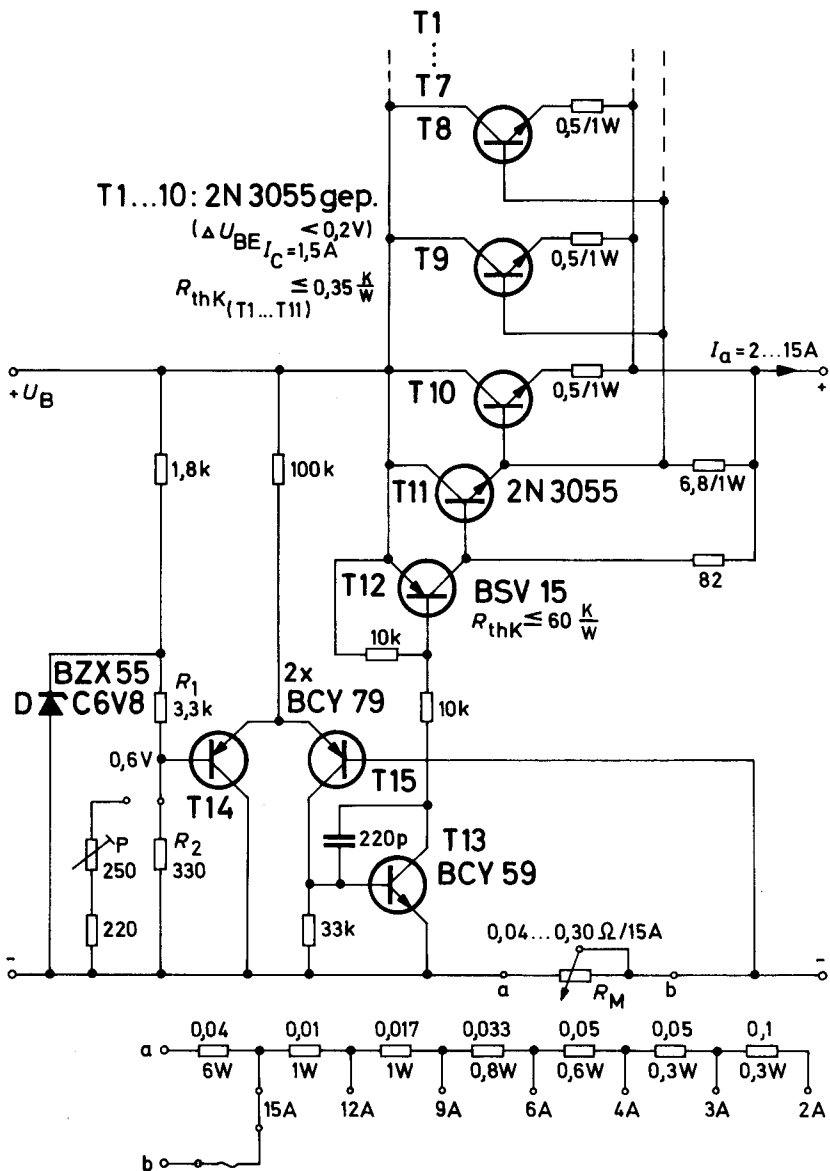 T1
T7
T8
0,5/1W
T1...10: 2N 3055 gep.
(Δ U_BE I_C=1,5A < 0,2V)
R_thK (T1...T11) ≤ 0,35 K/W
T9
0,5/1W
I_a = 2...15A
+ U_B
T10
0,5/1W
+
1,8k
100k
T11
2N 3055
6,8/1W
T12
BSV 15
82
R_thK ≤ 60 K/W
10k
BZX55
D C6V8
R_1
3,3k
2x
BCY 79
10k
0,6V
T14
T15
P
250
R_2
330
220p
T13
BCY 59
220
33k
0,04...0,30 Ω/15A
-
a
R_M
b
-
0,04
0,01
0,017
0,033
0,05
0,05
0,1
a
6W
1W
1W
0,8W
0,6W
0,3W
0,3W
15A
12A
9A
6A
4A
3A
2A
b